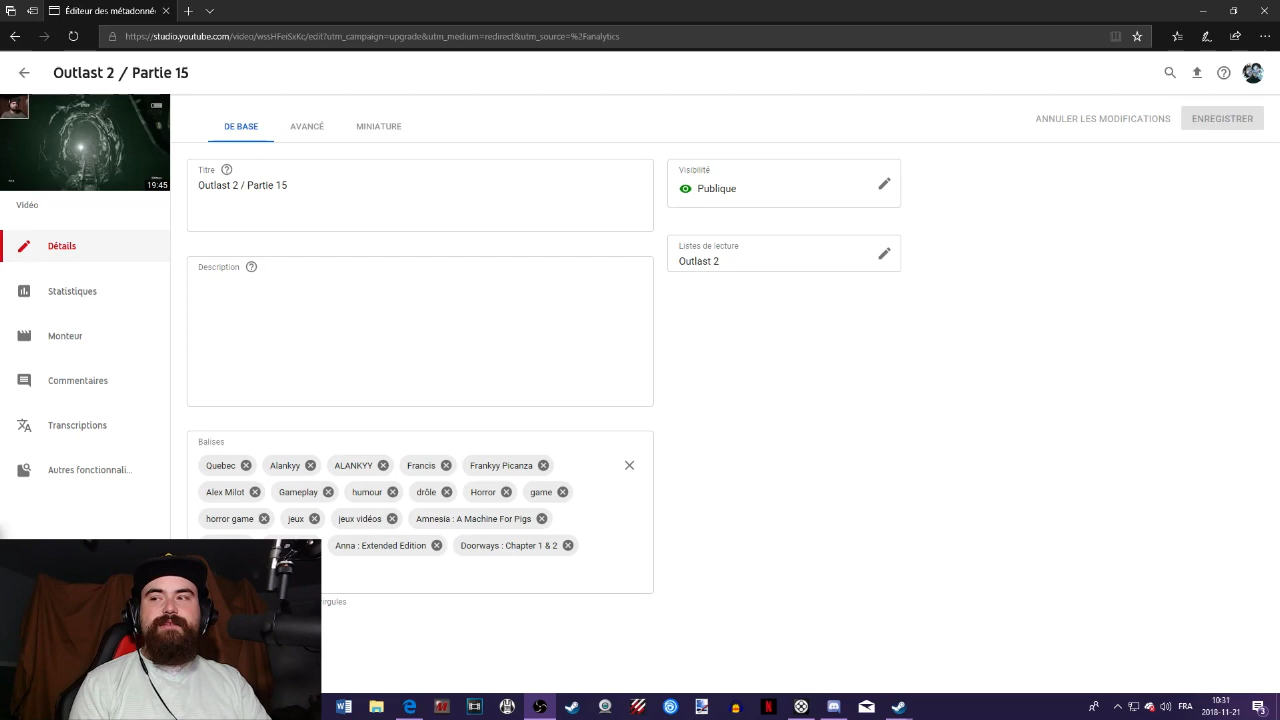 Éditeur des métadonné
https://studio.youtube.com/video/wssHFeiSxKc/edit?utm_campaign=upgrade&utm_medium=redirect&utm_source=%2Fanalytics
Outlast 2 / Partie 15
DE BASE
AVANCÉ
MINIATURE
ANNULER LES MODIFICATIONS
ENREGISTRER
19:45
Vidéo
Détails
Statistiques
Monteur
Commentaires
Transcriptions
Autres fonctionnali...
Titre
Outlast 2 / Partie 15
Visibilité
Publique
Listes de lecture
Outlast 2
Description
Balises
Quebec Alankyy ALANKYY Francis Frankyy Picanza
Alex Milot Gameplay humour drôle Horror game
horror game jeux jeux vidéos Amnesia : A Machine For Pigs
Anna : Extended Edition Doorways : Chapter 1 & 2
irgules
FRA
10:31
2018-11-21